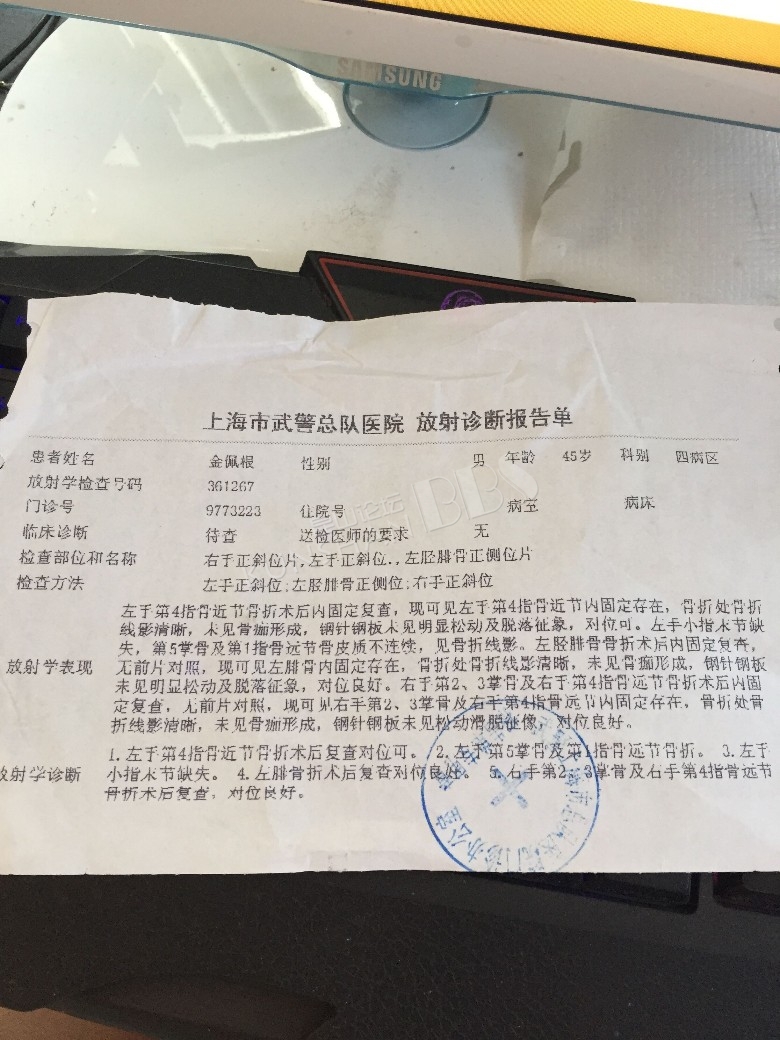 SAMSUNG
上海市武警总队医院 放射诊断报告单
患者姓名 金佩根 性别 男 年龄 45岁 科别 四病区
放射学检查号码 361267
门诊号 9773223 住院号 病室 病床
临床诊断 待查 送检医师的要求 无
检查部位和名称 右手正斜位片,左手正斜位.,左胫腓骨正侧位片
检查方法 左手正斜位;左胫腓骨正侧位;右手正斜位
左手第4指骨近节骨折术后内固定复查,现可见左手第4指骨近节内固定存在,骨折处骨折
线影清晰,未见骨痂形成,钢针钢板未见明显松动及脱落征象,对位可。左手小指末节缺
失,第5掌骨及第1指骨远节骨皮质不连续,见骨折线影。左胫腓骨骨折术后内固定复查,
放射学表现 无前片对照,现可见左腓骨内固定存在,骨折处骨折线影清晰,未见骨痂形成,钢针钢板
未见明显松动及脱落征象,对位良好。右手第2、3掌骨及右手第4指骨远节骨折术后内固
定复查,无前片对照,现可见右手第2、3掌骨及右手第4指骨远节内固定存在,骨折处骨
折线影清晰,未见骨痂形成,钢针钢板未见松动滑脱征像,对位良好。
1.左手第4指骨近节骨折术后复查对位可。 2.左手第5掌骨及第1指骨远节骨折。 3.左手
放射学诊断 小指末节缺失。 4.左腓骨折术后复查对位良好。 5.右手第2、3掌骨及右手第4指骨远节
骨折术后复查,对位良好。
BBS